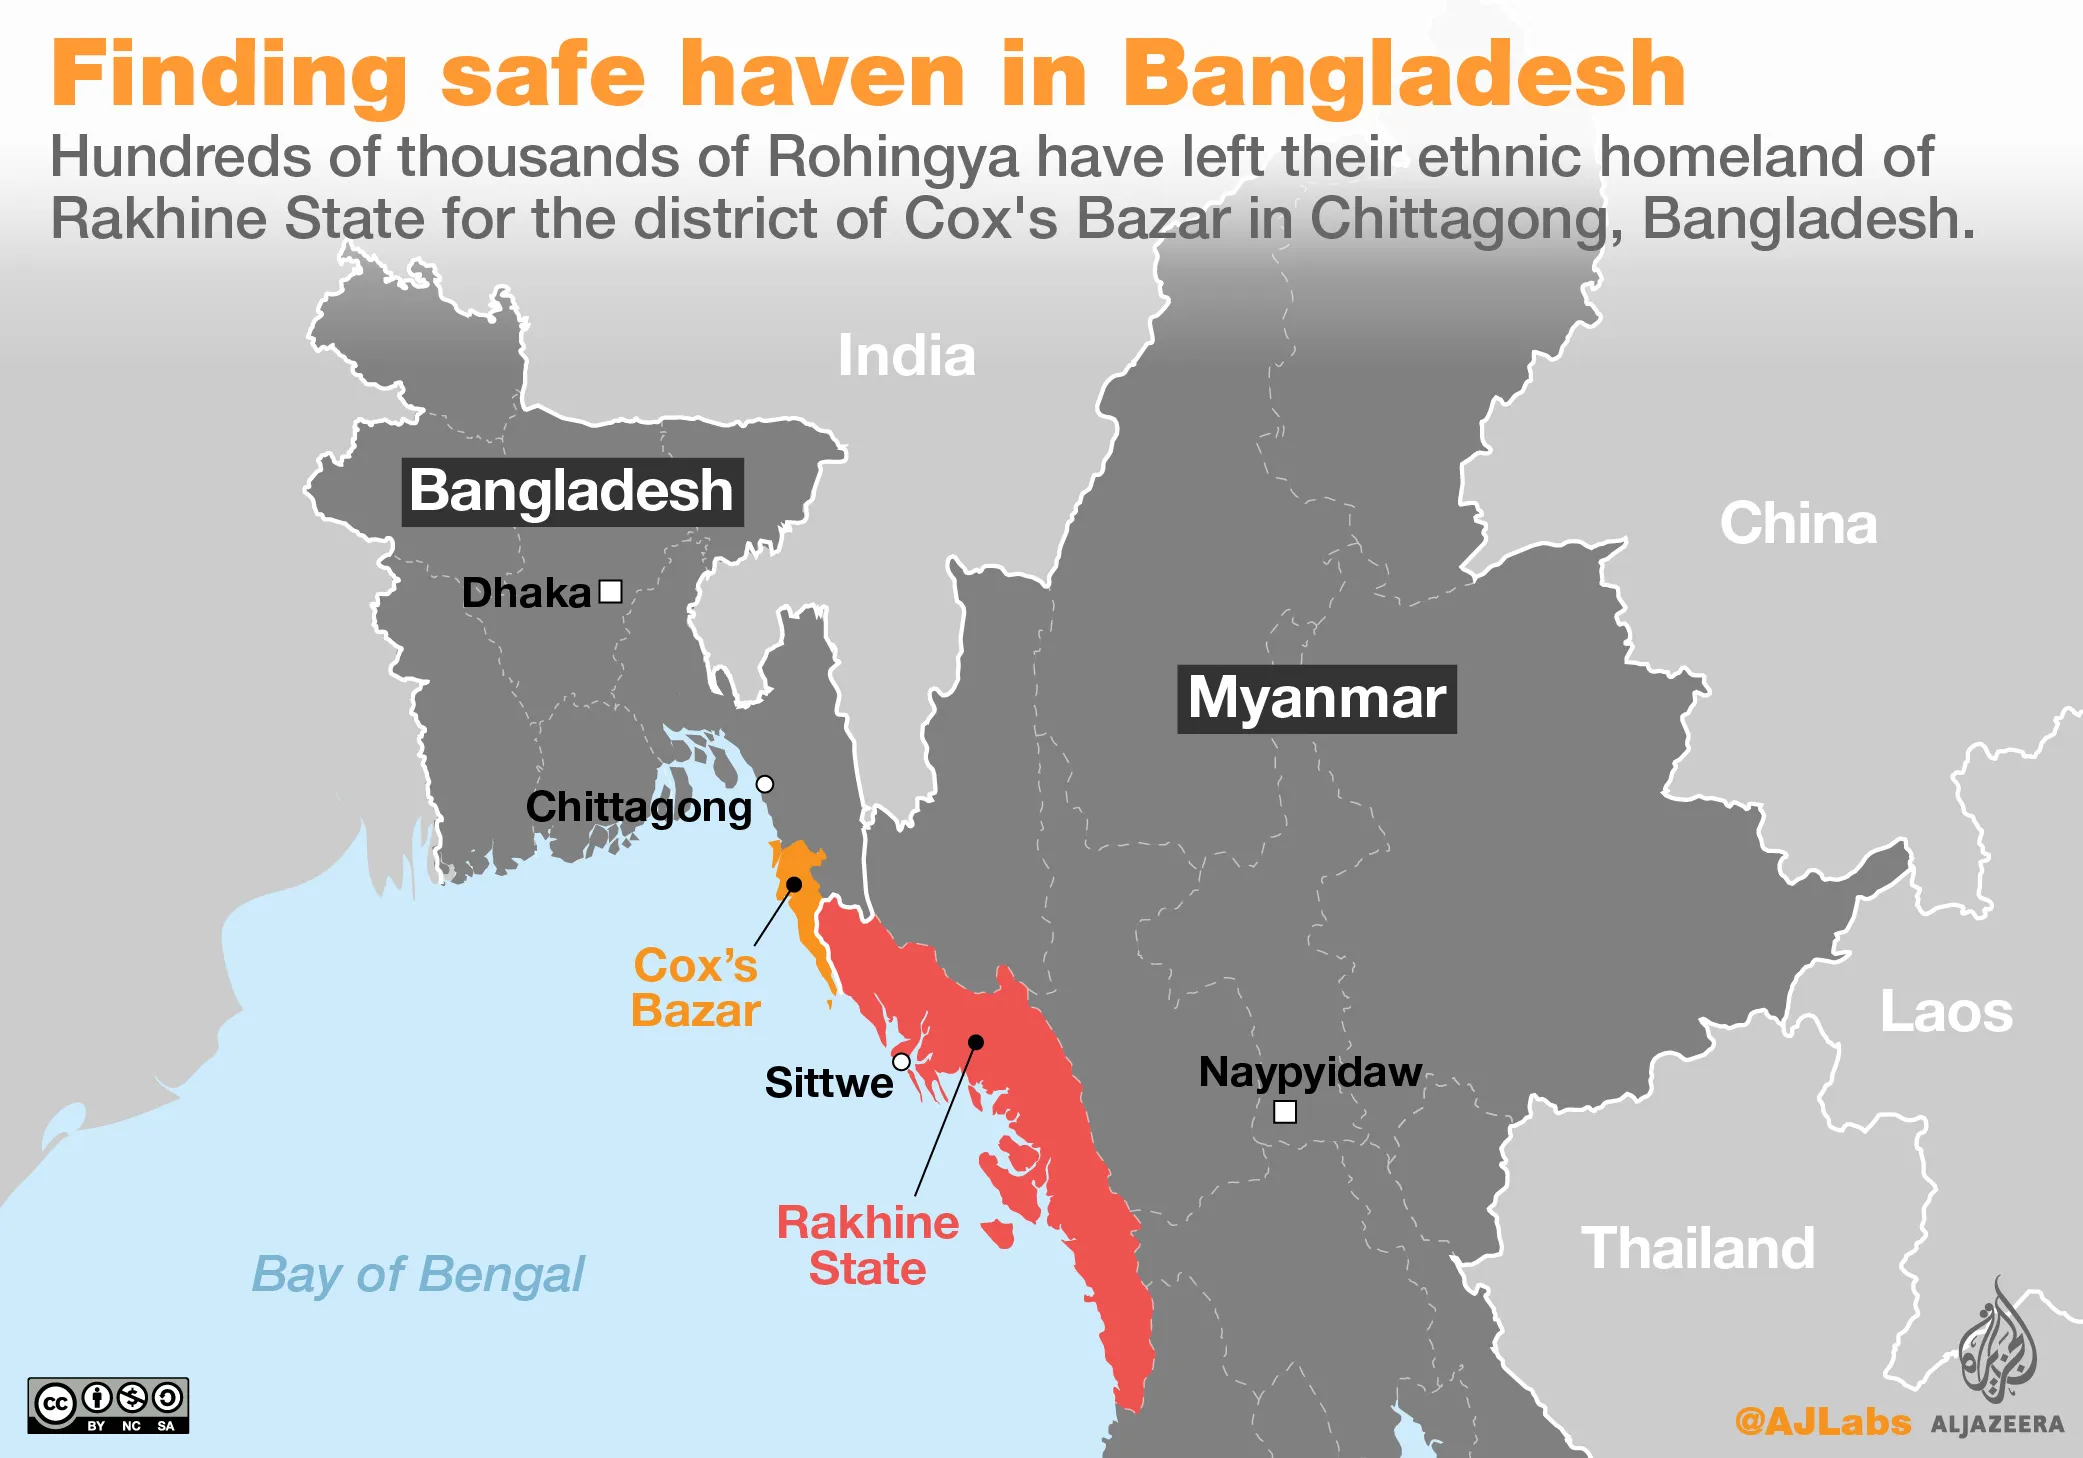 Finding safe haven in Bangladesh
Hundreds of thousands of Rohingya have left their ethnic homeland of
Rakhine State for the district of Cox's Bazar in Chittagong, Bangladesh.
India
Bangladesh
China
Dhaka
Myanmar
Chittagong
Cox’s
Bazar
Laos
Sittwe
Naypyidaw
Rakhine
State
Thailand
Bay of Bengal
cc
BY NC SA
@AJLabs
الجزيرة
ALJAZEERA